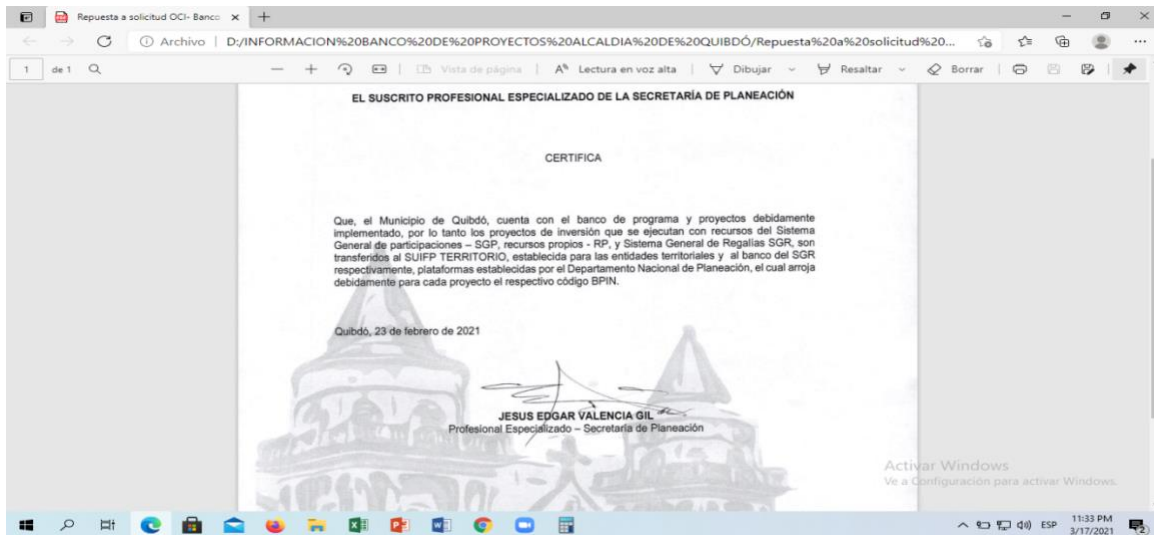 Repuesta a solicitud OCI- Banco
Archivo | D:/INFORMACION%20BANCO%20DE%20PROYECTOS%20ALCALDIA%20DE%20QUIBDÓ/Repuesta%20a%20solicitud%20...
1 de 1 Vista de página Lectura en voz alta Dibujar Resaltar Borrar
EL SUSCRITO PROFESIONAL ESPECIALIZADO DE LA SECRETARÍA DE PLANEACIÓN
CERTIFICA
Que, el Municipio de Quibdó, cuenta con el banco de programa y proyectos debidamente
implementado, por lo tanto los proyectos de inversión que se ejecutan con recursos del Sistema
General de participaciones – SGP, recursos propios - RP, y Sistema General de Regalías SGR, son
transferidos al SUIFP TERRITORIO, establecida para las entidades territoriales y al banco del SGR
respectivamente, plataformas establecidas por el Departamento Nacional de Planeación, el cual arroja
debidamente para cada proyecto el respectivo código BPIN.
Quibdó, 23 de febrero de 2021
JESUS EDGAR VALENCIA GIL
Profesional Especializado – Secretaría de Planeación
Activar Windows
Ve a Configuración para activar Windows.
ESP
11:33 PM
3/17/2021